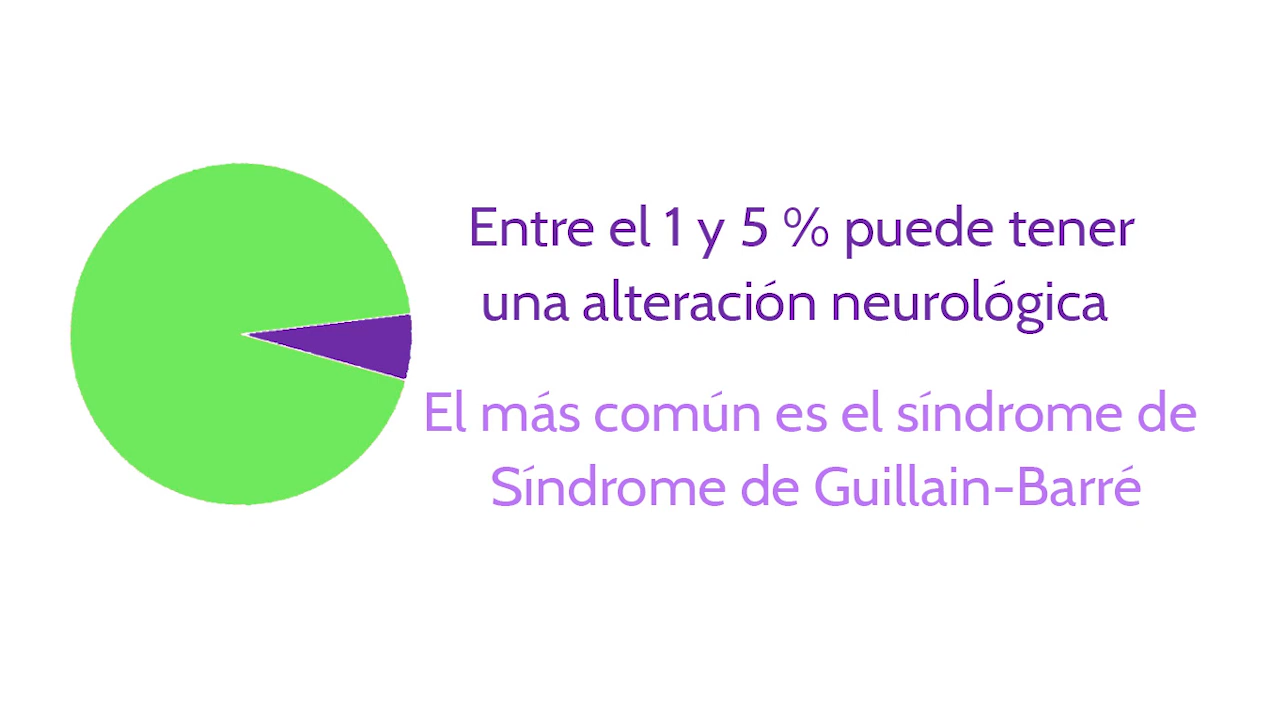 Entre el 1 y 5 % puede tener
una alteración neurológica
El más común es el síndrome de
Síndrome de Guillain-Barré